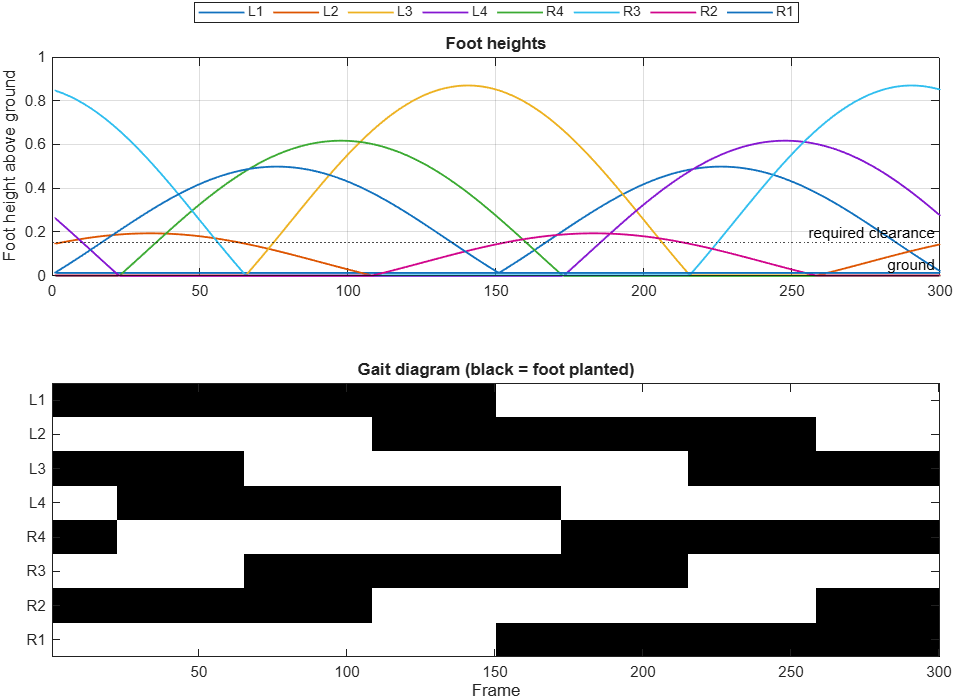 L1 L2 L3 L4 R4 R3 R2 R1
Foot heights
Foot height above ground
1
0.8
0.6
0.4
0.2
0
required clearance
ground
0 50 100 150 200 250 300
Gait diagram (black = foot planted)
L1
L2
L3
L4
R4
R3
R2
R1
50 100 150 200 250 300
Frame